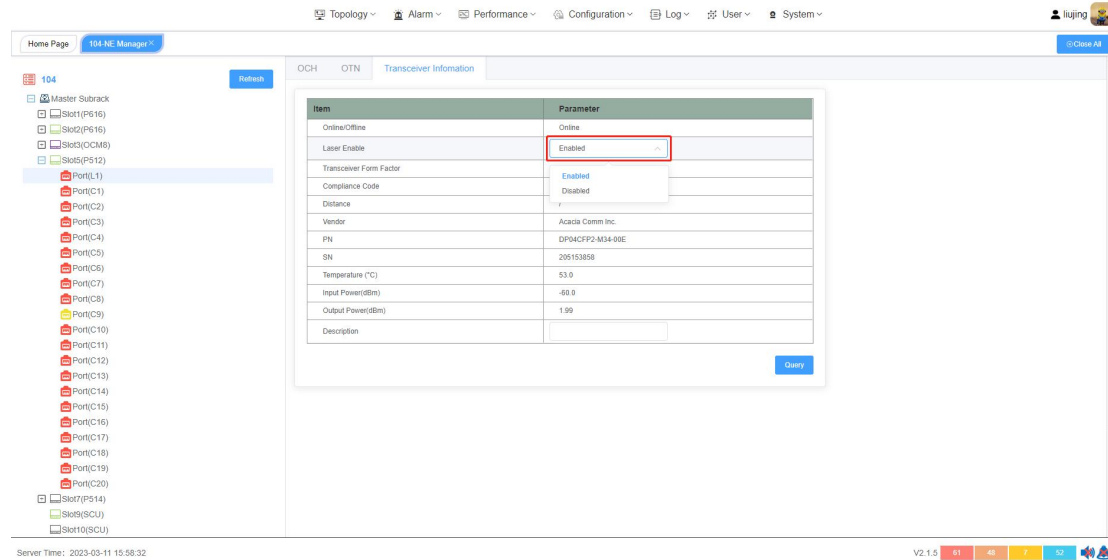 Topology Alarm Performance Configuration Log User System liujing
Home Page 104-NE Manager× Close All
104 Refresh
Master Subrack
Slot1(P616)
Slot2(P616)
Slot3(OCM8)
Slot5(P512)
Port(L1)
Port(C1)
Port(C2)
Port(C3)
Port(C4)
Port(C5)
Port(C6)
Port(C7)
Port(C8)
Port(C9)
Port(C10)
Port(C11)
Port(C12)
Port(C13)
Port(C14)
Port(C15)
Port(C16)
Port(C17)
Port(C18)
Port(C19)
Port(C20)
Slot7(P514)
Slot9(SCU)
Slot10(SCU)
OCH OTN Transceiver Infomation
Item Parameter
Online/Offline Online
Laser Enable Enabled
Transceiver Form Factor
Enabled
Compliance Code
Disabled
Distance /
Vendor Acacia Comm Inc.
PN DP04CFP2-M34-00E
SN 205153858
Temperature (°C) 53.0
Input Power(dBm) -60.0
Output Power(dBm) 1.99
Description
Query
Server Time: 2023-03-11 15:58:32 V2.1.5 61 48 7 52